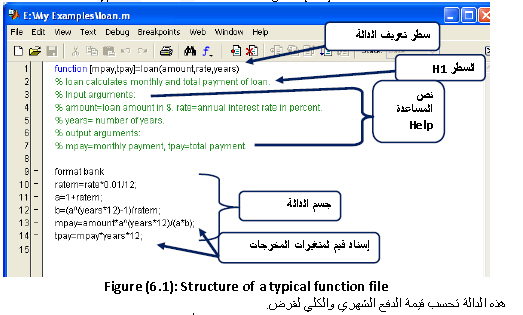 E:\My Examples\loan.m
File Edit View Text Debug Breakpoints Web Window Help
1 function [mpay,tpay]=loan(amount,rate,years)
2 % loan calculates monthly and total payment of loan.
3 % Input arguments:
4 % amount=loan amount in $. rate=annual interest rate in percent.
5 % years= number of years.
6 % output arguments:
7 % mpay=monthly payment, tpay=total payment.
8
9 – format bank
10 – ratem=rate*0.01/12;
11 – a=1+ratem;
12 – b=(a^(years*12)-1)/ratem;
13 – mpay=amount*a^(years*12)/(a*b);
14 – tpay=mpay*years*12;
15
سطر تعريف الدالة
السطر H1
نص
المساعدة
Help
جسم الدالة
إسناد قيم لمتغيرات المخرجات
Figure (6.1): Structure of a typical function file
هذه الدالة تحسب قيمة الدفع الشهري والكلي لقرض.